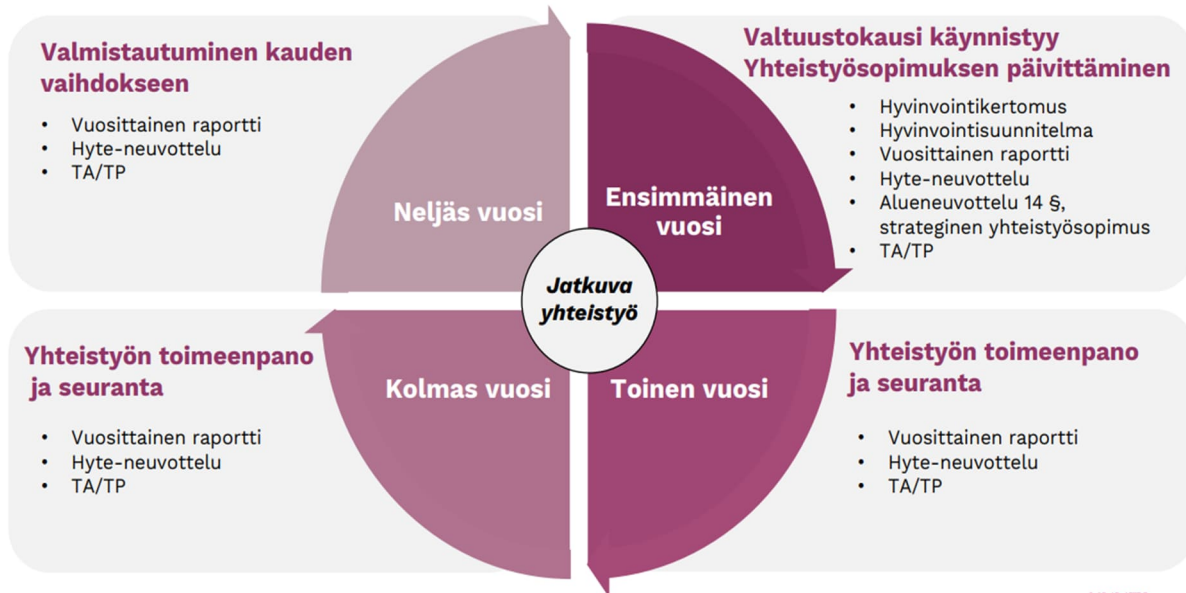 Valmistautuminen kauden
vaihdokseen
• Vuosittainen raportti
• Hyte-neuvottelu
• TA/TP
Neljäs vuosi
Valtuustokausi käynnistyy
Yhteistyösopimuksen päivittäminen
• Hyvinvointikertomus
• Hyvinvointisuunnitelma
• Vuosittainen raportti
• Hyte-neuvottelu
• Alueneuvottelu 14 §,
strateginen yhteistyösopimus
• TA/TP
Ensimmäinen
vuosi
Jatkuva
yhteistyö
Yhteistyön toimeenpano
ja seuranta
• Vuosittainen raportti
• Hyte-neuvottelu
• TA/TP
Kolmas vuosi
Toinen vuosi
Yhteistyön toimeenpano
ja seuranta
• Vuosittainen raportti
• Hyte-neuvottelu
• TA/TP